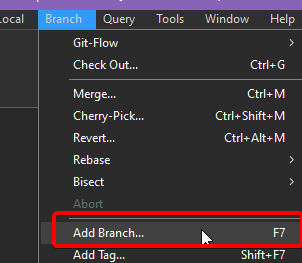 Local Branch Query Tools Window Help
Git-Flow
Check Out... Ctrl+G
Merge... Ctrl+M
Cherry-Pick... Ctrl+Shift+M
Revert... Ctrl+Alt+M
Rebase
Bisect
Abort
Add Branch... F7
Add Tag... Shift+F7